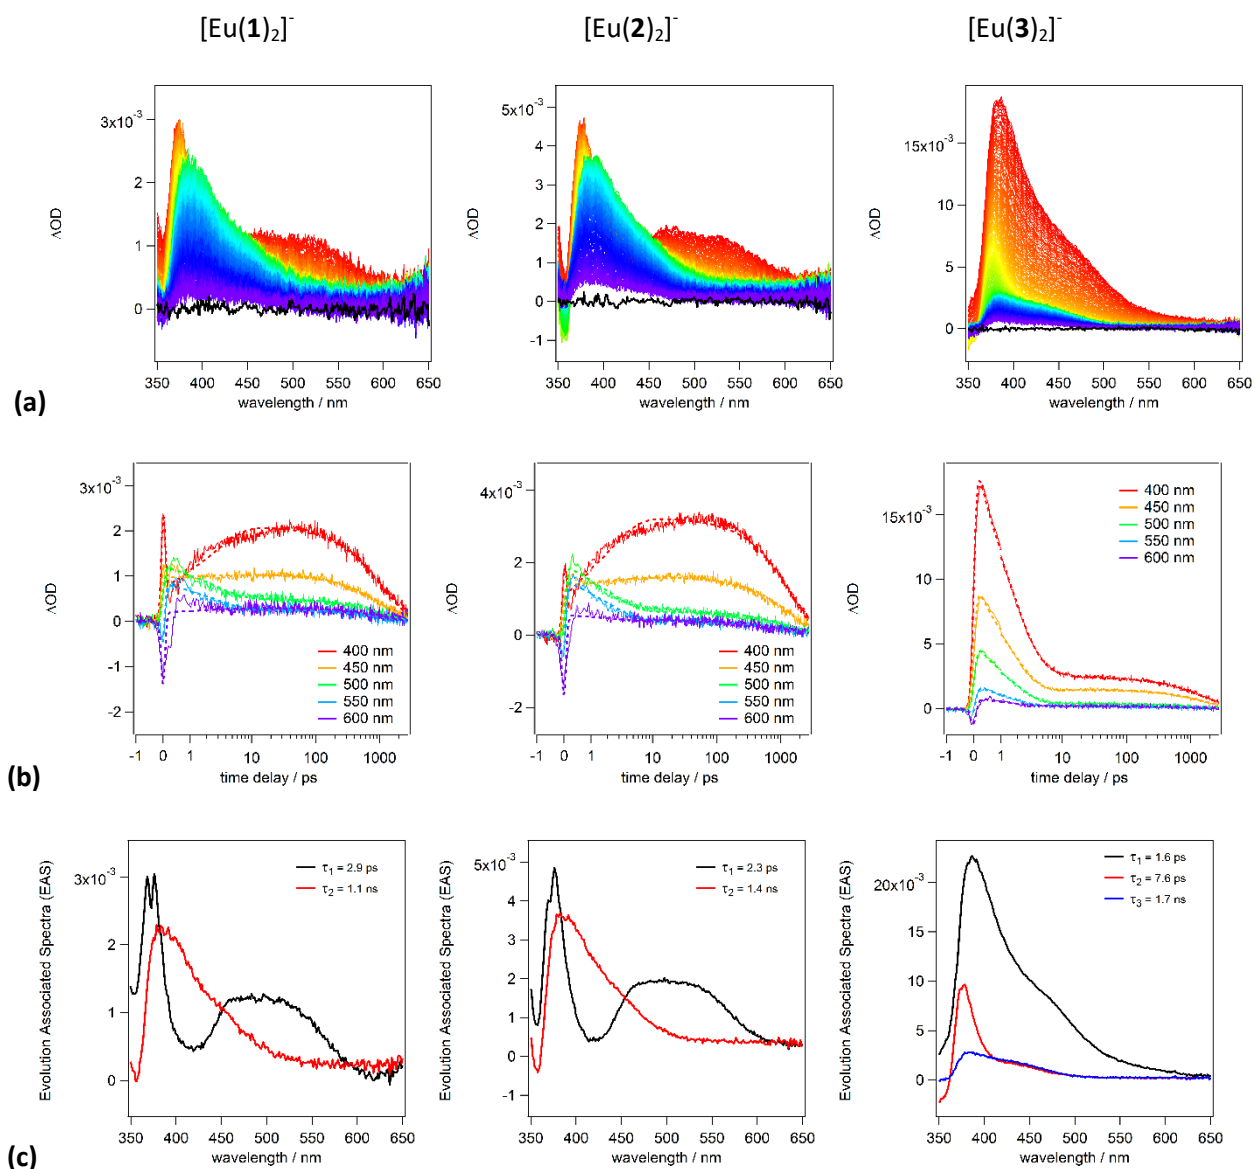 [Eu(1)₂]⁻ [Eu(2)₂]⁻ [Eu(3)₂]⁻
3x10⁻³
2
1
0
ΔOD
350 400 450 500 550 600 650
wavelength / nm
5x10⁻³
4
3
2
1
0
-1
ΔOD
350 400 450 500 550 600 650
wavelength / nm
15x10⁻³
10
5
0
ΔOD
350 400 450 500 550 600 650
wavelength / nm
(a)
3x10⁻³
2
1
0
-1
-2
ΔOD
400 nm
450 nm
500 nm
550 nm
600 nm
-1 0 1 10 100 1000
time delay / ps
4x10⁻³
2
0
-2
ΔOD
400 nm
450 nm
500 nm
550 nm
600 nm
-1 0 1 10 100 1000
time delay / ps
15x10⁻³
10
5
0
ΔOD
400 nm
450 nm
500 nm
550 nm
600 nm
-1 0 1 10 100 1000
time delay / ps
(b)
3x10⁻³
2
1
0
Evolution Associated Spectra (EAS)
τ₁ = 2.9 ps
τ₂ = 1.1 ns
350 400 450 500 550 600 650
wavelength / nm
5x10⁻³
4
3
2
1
0
-1
Evolution Associated Spectra (EAS)
τ₁ = 2.3 ps
τ₂ = 1.4 ns
350 400 450 500 550 600 650
wavelength / nm
20x10⁻³
15
10
5
0
Evolution Associated Spectra (EAS)
τ₁ = 1.6 ps
τ₂ = 7.6 ps
τ₃ = 1.7 ns
350 400 450 500 550 600 650
wavelength / nm
(c)